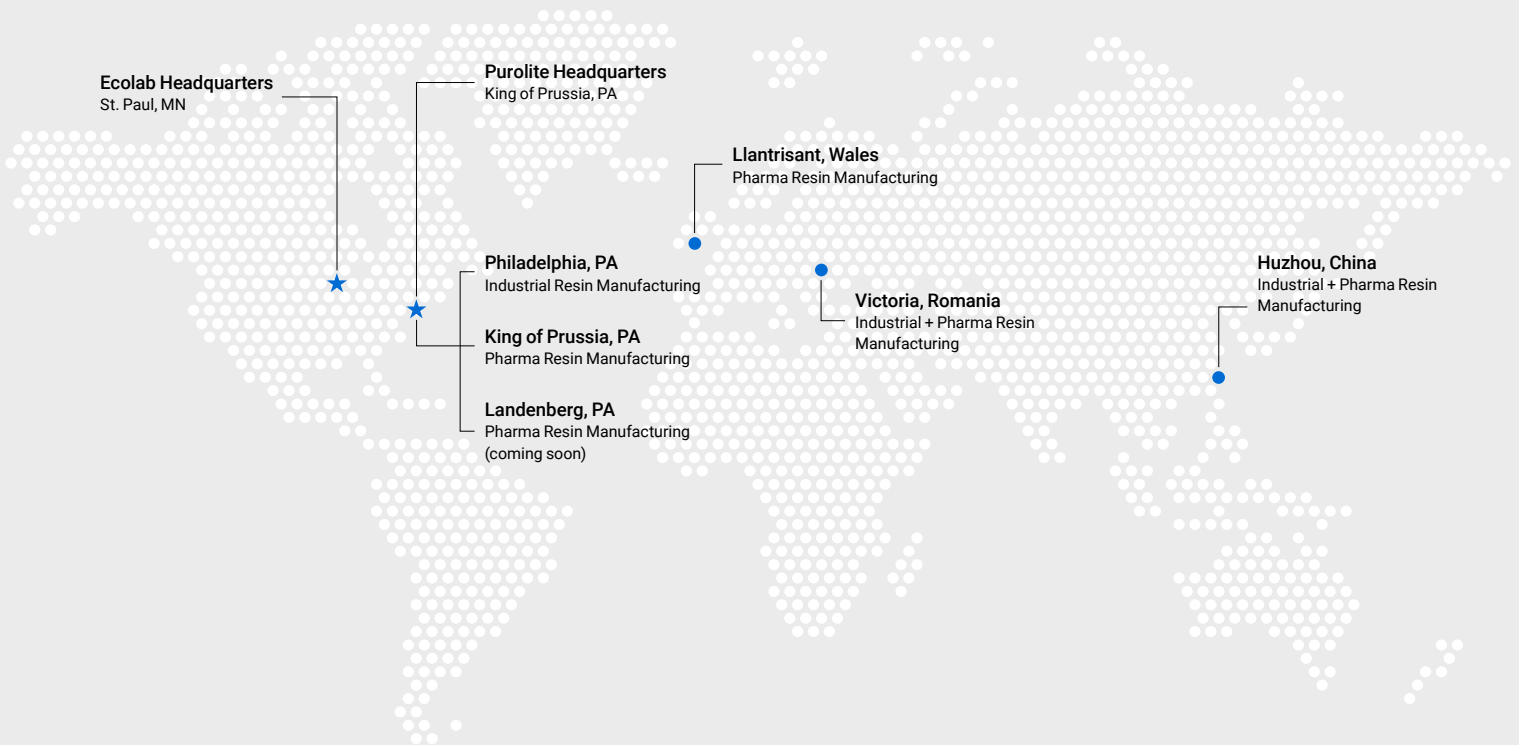 Ecolab Headquarters
St. Paul, MN
Purolite Headquarters
King of Prussia, PA
Llantrisant, Wales
Pharma Resin Manufacturing
Philadelphia, PA
Industrial Resin Manufacturing
King of Prussia, PA
Pharma Resin Manufacturing
Landenberg, PA
Pharma Resin Manufacturing
(coming soon)
Victoria, Romania
Industrial + Pharma Resin
Manufacturing
Huzhou, China
Industrial + Pharma Resin
Manufacturing